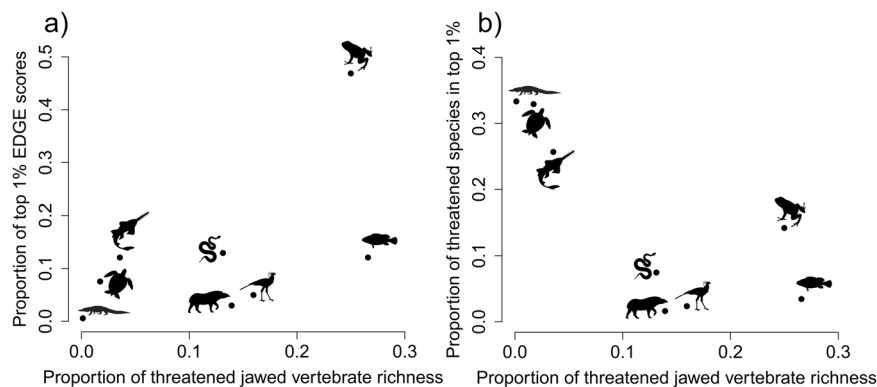 a)
Proportion of top 1% EDGE scores
0.5
0.4
0.3
0.2
0.1
0.0
0.0 0.1 0.2 0.3
Proportion of threatened jawed vertebrate richness
b)
Proportion of threatened species in top 1%
0.4
0.3
0.2
0.1
0.0
0.0 0.1 0.2 0.3
Proportion of threatened jawed vertebrate richness